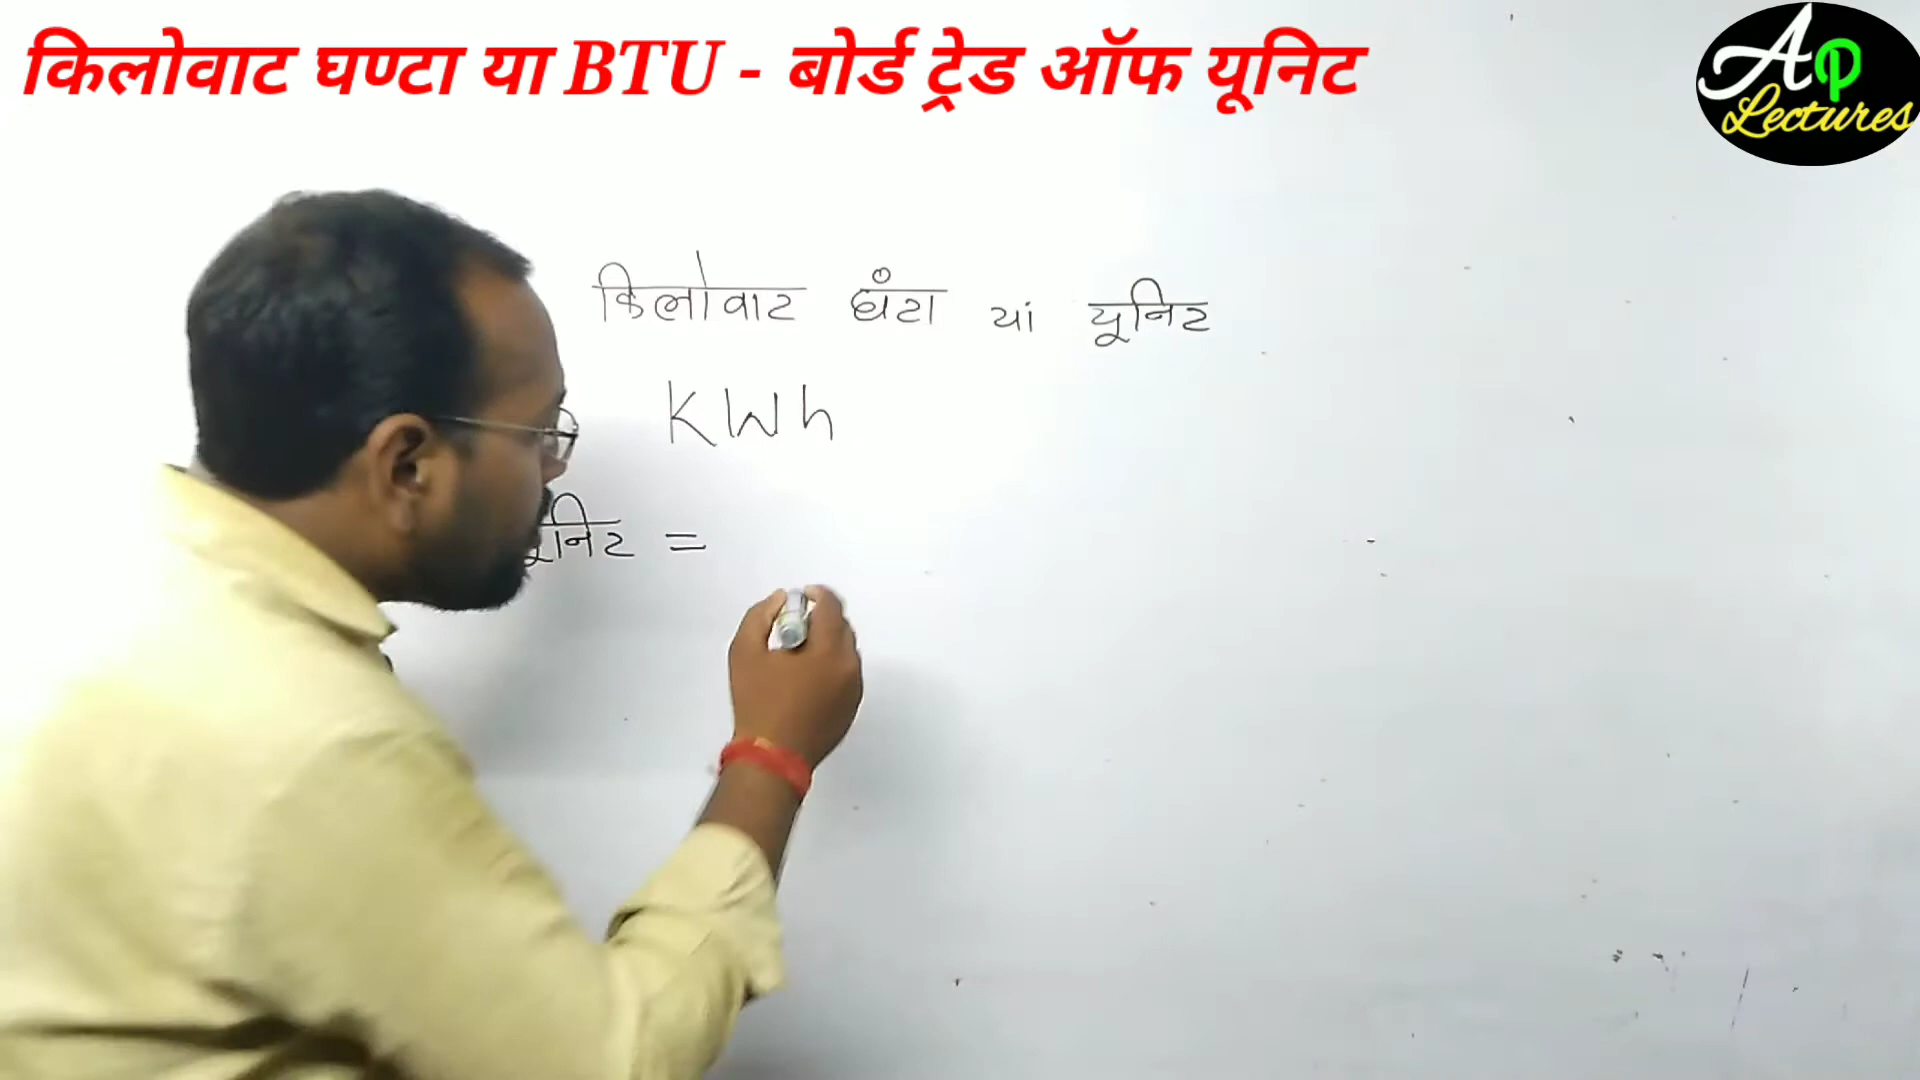 किलोवाट घण्टा या BTU - बोर्ड ट्रेड ऑफ यूनिट
Ap
Lectures
किलोवाट घंटा यां यूनिट
KWh
यूनिट =